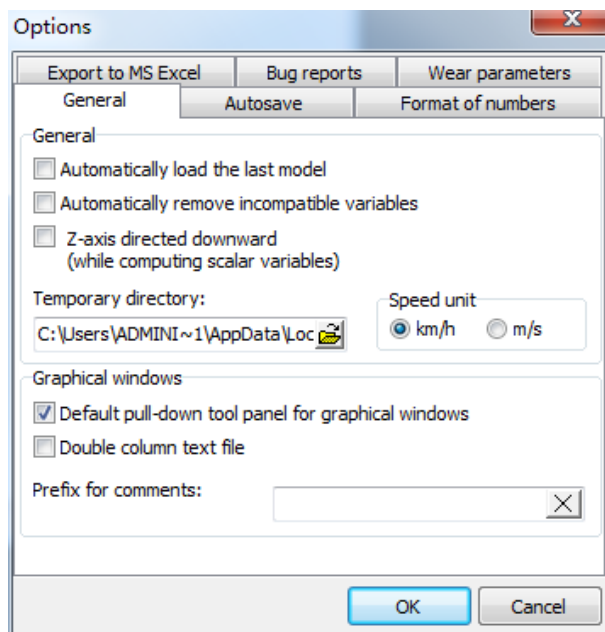 Options
Export to MS Excel
Bug reports
Wear parameters
General
Autosave
Format of numbers
General
Automatically load the last model
Automatically remove incompatible variables
Z-axis directed downward
(while computing scalar variables)
Temporary directory:
C:\Users\ADMINI~1\AppData\Loc
Speed unit
km/h
m/s
Graphical windows
Default pull-down tool panel for graphical windows
Double column text file
Prefix for comments:
OK
Cancel